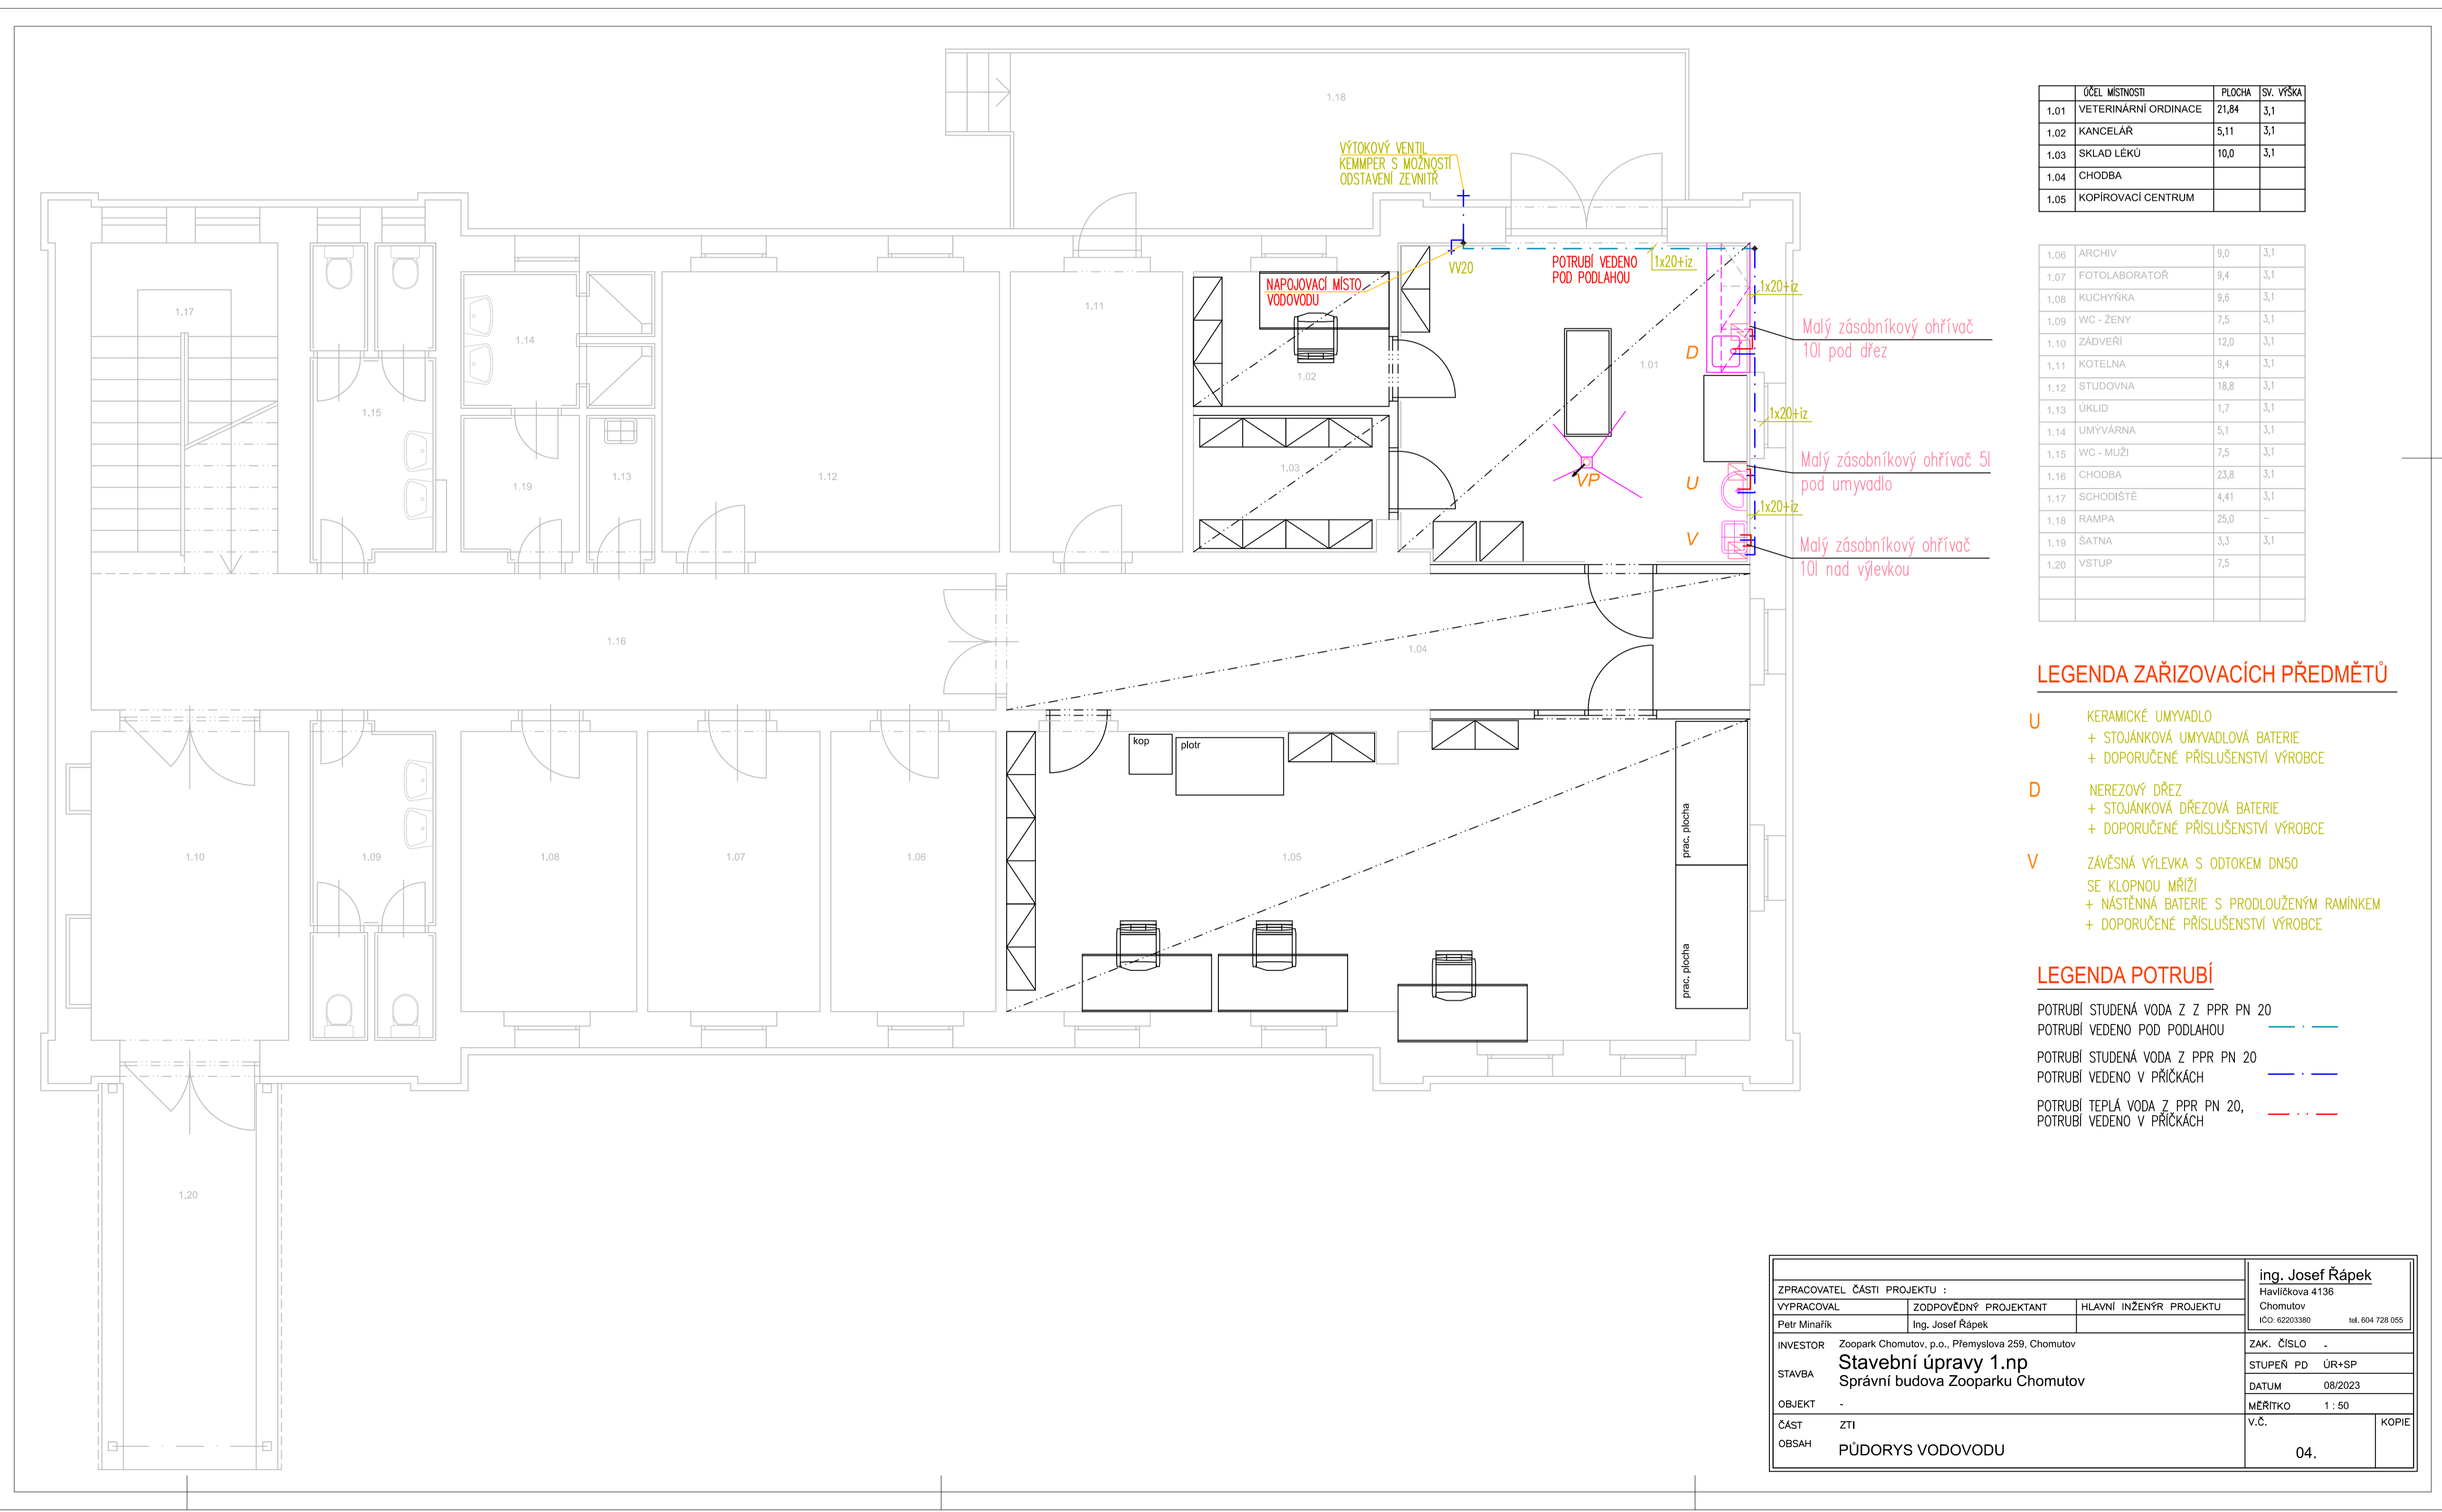 1.18
VÝTOKOVÝ VENTIL
KEMMPER S MOŽNOSTÍ
ODSTAVENÍ ZEVNITŘ
VV20
NAPOJOVACÍ MÍSTO
VODOVODU
POTRUBÍ VEDENO
POD PODLAHOU
1x20+iz
1x20+iz
Malý zásobníkový ohřívač
10l pod dřez
D
1x20+iz
Malý zásobníkový ohřívač 5l
pod umyvadlo
U
1x20+iz
V
Malý zásobníkový ohřívač
10l nad výlevkou
VP
1.17
1.15
1.14
1.19
1.13
1.12
1.11
1.02
1.03
1.01
1.16
1.04
1.10
1.09
1.08
1.07
1.06
1.05
kop
plotr
prac. plocha
prac. plocha
1.20
ÚČEL MÍSTNOSTI PLOCHA SV. VÝŠKA
1.01 VETERINÁRNÍ ORDINACE 21,84 3,1
1.02 KANCELÁŘ 5,11 3,1
1.03 SKLAD LÉKŮ 10,0 3,1
1.04 CHODBA
1.05 KOPÍROVACÍ CENTRUM
1.06 ARCHIV 9,0 3,1
1.07 FOTOLABORATOŘ 9,4 3,1
1.08 KUCHYŇKA 9,6 3,1
1.09 WC - ŽENY 7,5 3,1
1.10 ZÁDVEŘÍ 12,0 3,1
1.11 KOTELNA 9,4 3,1
1.12 STUDOVNA 18,8 3,1
1.13 ÚKLID 1,7 3,1
1.14 UMÝVÁRNA 5,1 3,1
1.15 WC - MUŽI 7,5 3,1
1.16 CHODBA 23,8 3,1
1.17 SCHODIŠTĚ 4,41 3,1
1.18 RAMPA 25,0 -
1.19 ŠATNA 3,3 3,1
1.20 VSTUP 7,5
LEGENDA ZAŘIZOVACÍCH PŘEDMĚTŮ
U KERAMICKÉ UMYVADLO
+ STOJÁNKOVÁ UMYVADLOVÁ BATERIE
+ DOPORUČENÉ PŘÍSLUŠENSTVÍ VÝROBCE
D NEREZOVÝ DŘEZ
+ STOJÁNKOVÁ DŘEZOVÁ BATERIE
+ DOPORUČENÉ PŘÍSLUŠENSTVÍ VÝROBCE
V ZÁVĚSNÁ VÝLEVKA S ODTOKEM DN50
SE KLOPNOU MŘÍŽÍ
+ NÁSTĚNNÁ BATERIE S PRODLOUŽENÝM RAMÍNKEM
+ DOPORUČENÉ PŘÍSLUŠENSTVÍ VÝROBCE
LEGENDA POTRUBÍ
POTRUBÍ STUDENÁ VODA Z Z PPR PN 20
POTRUBÍ VEDENO POD PODLAHOU
POTRUBÍ STUDENÁ VODA Z PPR PN 20
POTRUBÍ VEDENO V PŘÍČKÁCH
POTRUBÍ TEPLÁ VODA Z PPR PN 20,
POTRUBÍ VEDENO V PŘÍČKÁCH
ZPRACOVATEL ČÁSTI PROJEKTU :
VYPRACOVAL ZODPOVĚDNÝ PROJEKTANT HLAVNÍ INŽENÝR PROJEKTU
Petr Minařík Ing. Josef Řápek
ing. Josef Řápek
Havlíčkova 4136
Chomutov
IČO: 62203380 tel. 604 728 055
INVESTOR Zoopark Chomutov, p.o., Přemyslova 259, Chomutov
STAVBA Stavební úpravy 1.np
Správní budova Zooparku Chomutov
OBJEKT -
ČÁST ZTI
OBSAH PŮDORYS VODOVODU
ZAK. ČÍSLO -
STUPEŇ PD ÚR+SP
DATUM 08/2023
MĚŘÍTKO 1 : 50
V.Č. KOPIE
04.